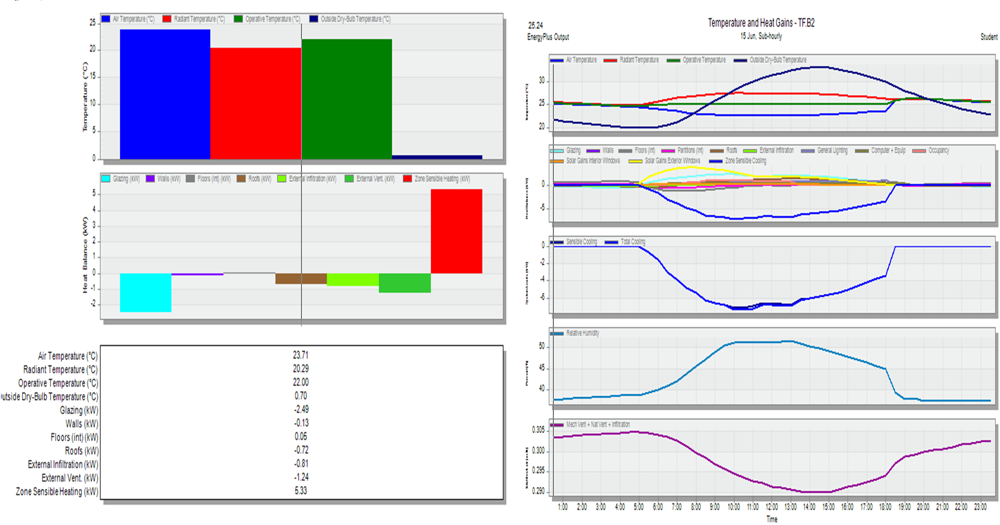 Air Temperature (°C) Radiant Temperature (°C) Operative Temperature (°C) Outside Dry-Bulb Temperature (°C)
Temperature (°C)
25
20
15
10
5
0
Glazing (kW) Walls (kW) Floors (int) (kW) Roofs (kW) External Infiltration (kW) External Vent. (kW) Zone Sensible Heating (kW)
Heat Balance (kW)
5
4
3
2
1
0
-1
-2
Air Temperature (°C) 23.71
Radiant Temperature (°C) 20.29
Operative Temperature (°C) 22.00
utside Dry-Bulb Temperature (°C) 0.70
Glazing (kW) -2.49
Walls (kW) -0.13
Floors (int) (kW) 0.05
Roofs (kW) -0.72
External Infiltration (kW) -0.81
External Vent. (kW) -1.24
Zone Sensible Heating (kW) 5.33
25.24
Temperature and Heat Gains - TF.B2
EnergyPlus Output
15 Jun, Sub-hourly
Student
Air Temperature Radiant Temperature Operative Temperature Outside Dry-Bulb Temperature
Temperature (°C)
30
25
20
Glazing Walls Floors (int) Partitions (int) Roofs External Infiltration General Lighting Computer + Equip Occupancy
Solar Gains Interior Windows Solar Gains Exterior Windows Zone Sensible Cooling
Heat Balance (kW)
0
-5
Sensible Cooling Total Cooling
System Loads (kW)
0
-2
-4
-6
Relative Humidity
50
45
40
Mech Vent + Nat Vent + Infiltration
0.305
0.300
0.295
0.290
1:00 2:00 3:00 4:00 5:00 6:00 7:00 8:00 9:00 10:00 11:00 12:00 13:00 14:00 15:00 16:00 17:00 18:00 19:00 20:00 21:00 22:00 23:00
Time